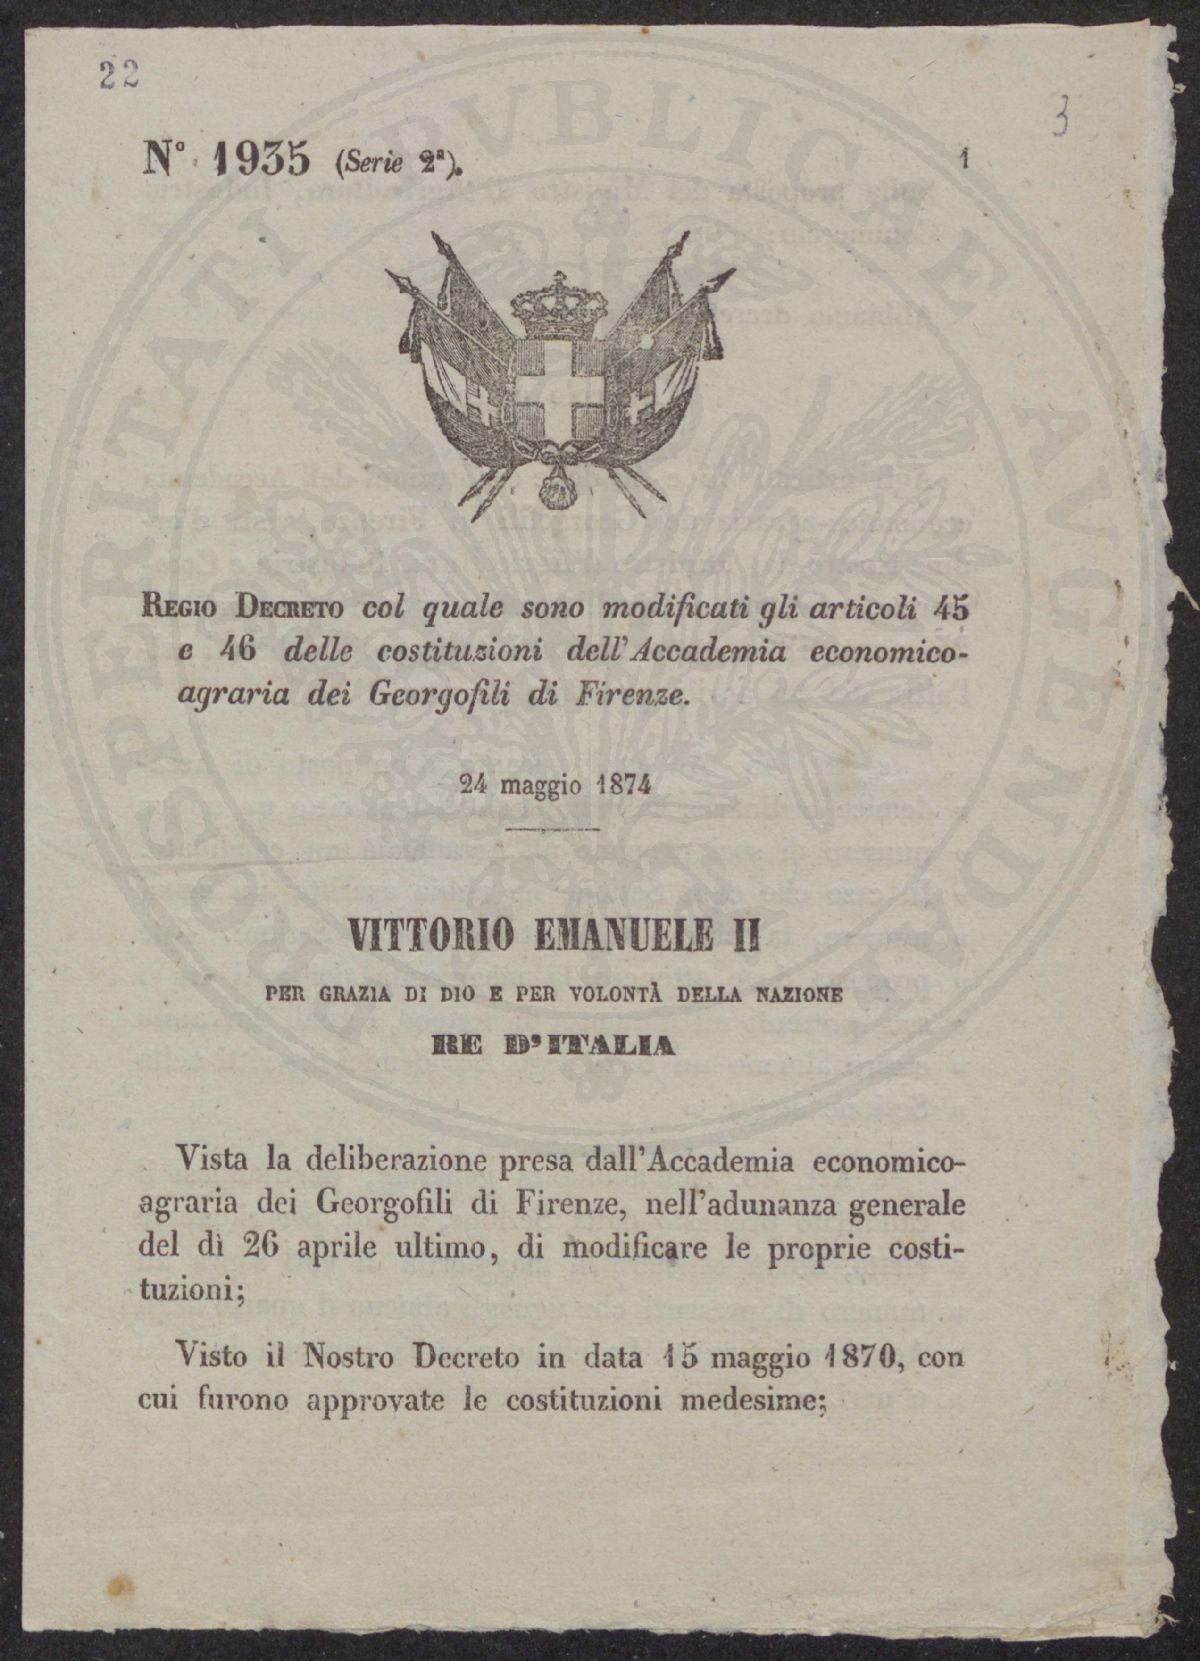 22
3
N° 1935 (Serie 2ª).
1
REGIO DECRETO col quale sono modificati gli articoli 45
e 46 delle costituzioni dell'Accademia economico-
agraria dei Georgofili di Firenze.
24 maggio 1874
VITTORIO EMANUELE II
PER GRAZIA DI DIO E PER VOLONTÀ DELLA NAZIONE
RE D'ITALIA
Vista la deliberazione presa dall'Accademia economico-
agraria dei Georgofili di Firenze, nell'adunanza generale
del dì 26 aprile ultimo, di modificare le proprie costi-
tuzioni;
Visto il Nostro Decreto in data 15 maggio 1870, con
cui furono approvate le costituzioni medesime;
PROSPERITATI PVBLICAE AVGENDAE